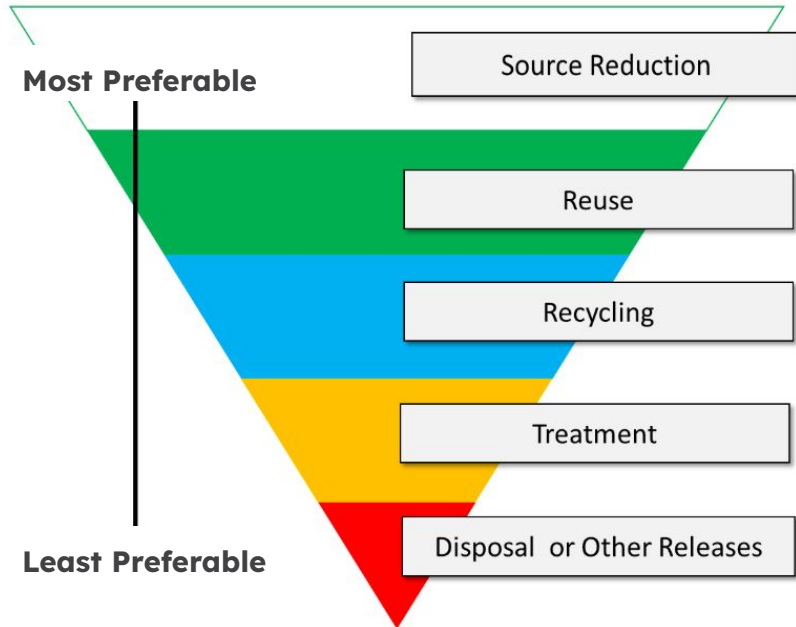 Source Reduction
Most Preferable
Reuse
Recycling
Treatment
Disposal or Other Releases
Least Preferable